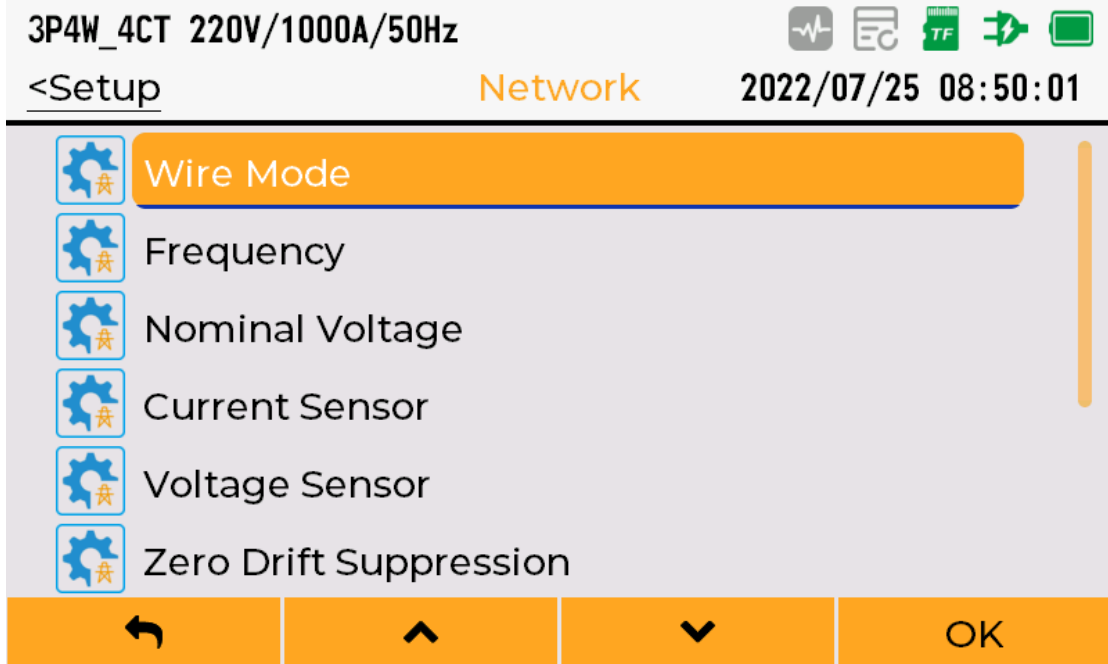 3P4W_4CT 220V/1000A/50Hz
TF
<Setup
Network
2022/07/25 08:50:01
Wire Mode
Frequency
Nominal Voltage
Current Sensor
Voltage Sensor
Zero Drift Suppression
OK